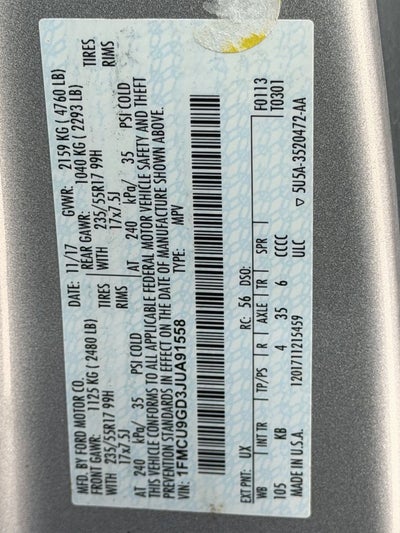 MFD. BY FORD MOTOR CO.
DATE: 11/17 GVWR: 2159 KG (4760 LB)
FRONT GAWR: 1125 KG (2480 LB) REAR GAWR: 1040 KG (2293 LB)
WITH 235/55R17 99H TIRES WITH 235/55R17 99H TIRES
17x7.5J RIMS 17x7.5J RIMS
AT 240 kPa/ 35 PSI COLD AT 240 kPa/ 35 PSI COLD
THIS VEHICLE CONFORMS TO ALL APPLICABLE FEDERAL MOTOR VEHICLE SAFETY AND THEFT
PREVENTION STANDARDS IN EFFECT ON THE DATE OF MANUFACTURE SHOWN ABOVE.
VIN: 1FMCU9GD3JUA91558 TYPE: MPV
F0113
T0301
EXT PNT: UX RC: 56 DSO:
WB INT TR TP/PS R AXLE TR SPR
105 KB 4 35 6 CCCC
ULC
MADE IN U.S.A. 1201711215459 ▽ 5U5A-3520472-AA